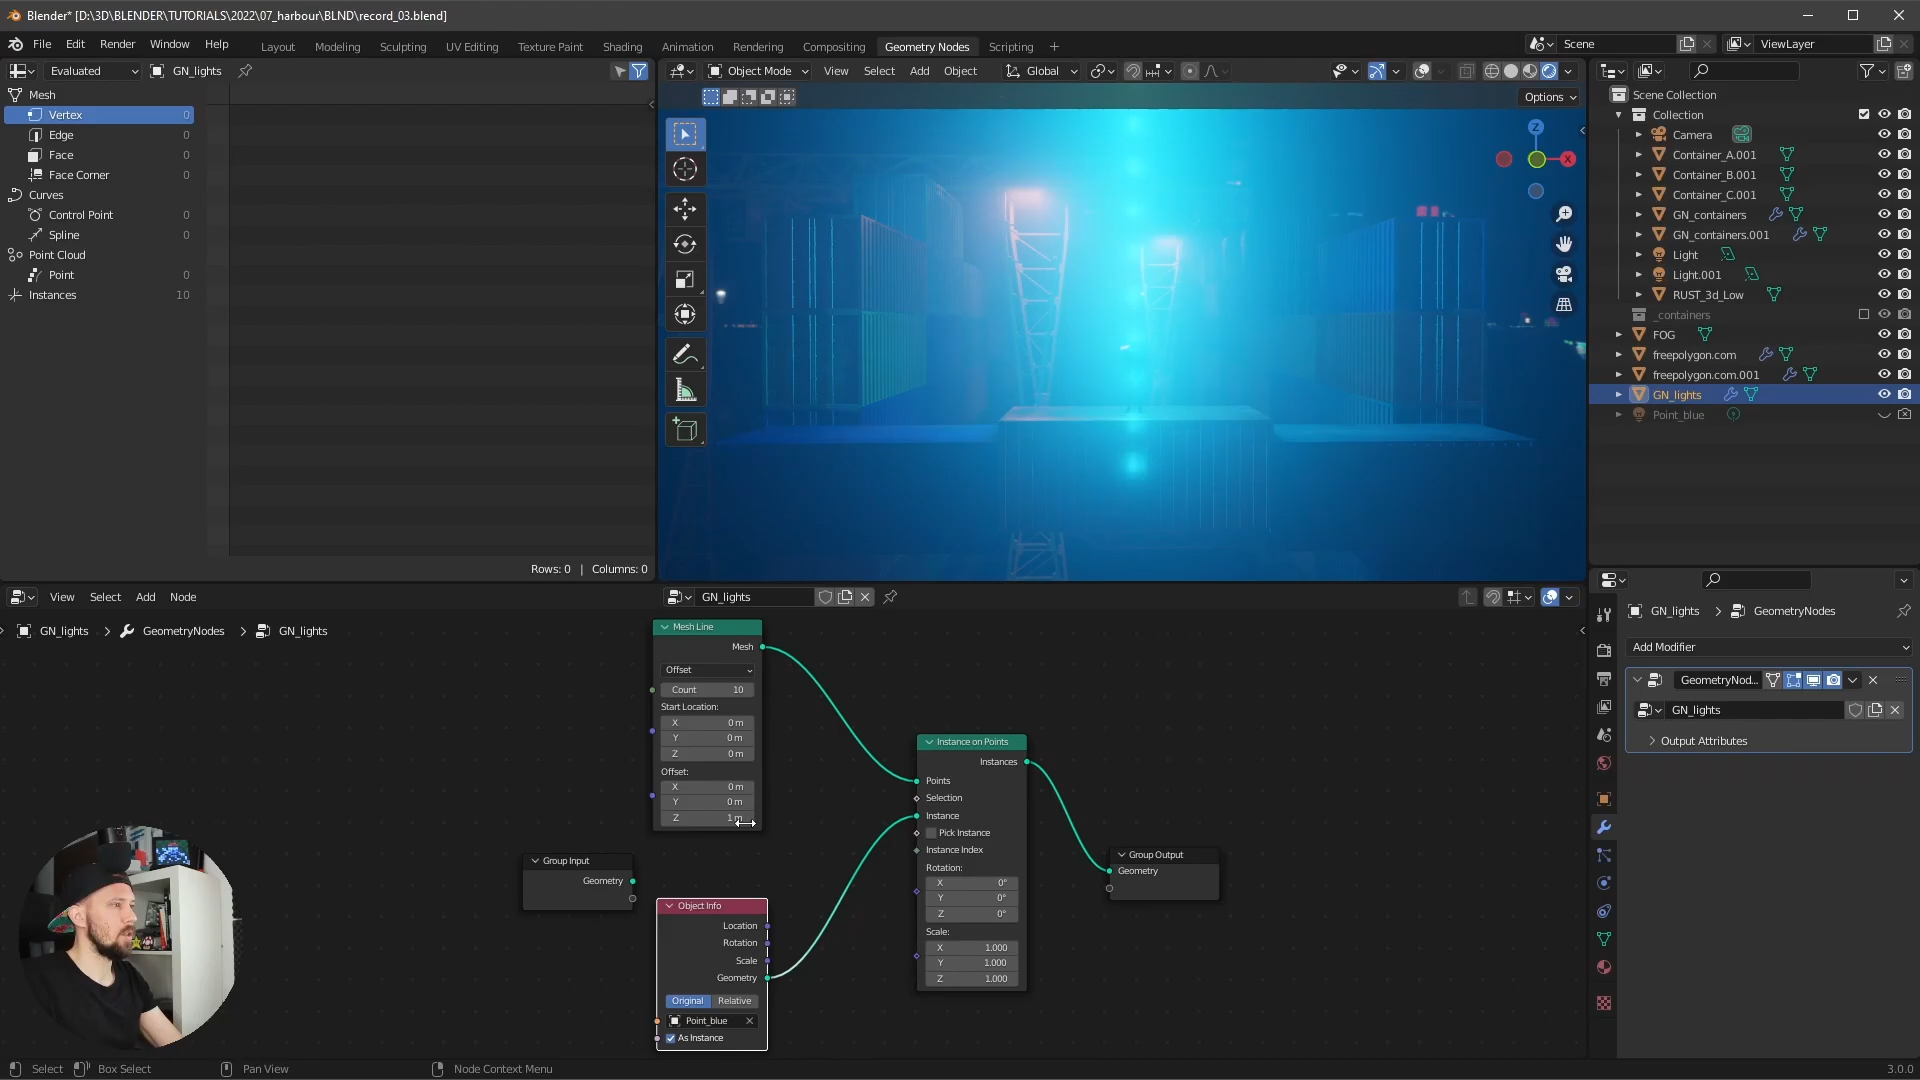 Blender* [D:\3D\BLENDER\TUTORIALS\2022\07_harbour\BLND\record_03.blend]
File Edit Render Window Help Layout Modeling Sculpting UV Editing Texture Paint Shading Animation Rendering Compositing Geometry Nodes Scripting Scene ViewLayer
Evaluated GN_lights
Object Mode View Select Add Object Global
Options
Mesh
Vertex 0
Edge 0
Face 0
Face Corner 0
Curves
Control Point 0
Spline 0
Point Cloud
Point 0
Instances 10
Rows: 0 | Columns: 0
Z
X
Scene Collection
Collection
Camera
Container_A.001
Container_B.001
Container_C.001
GN_containers
GN_containers.001
Light
Light.001
RUST_3d_Low
_containers
FOG
freepolygon.com
freepolygon.com.001
GN_lights
Point_blue
View Select Add Node GN_lights
GN_lights > GeometryNodes > GN_lights
Mesh Line
Mesh
Offset
Count 10
Start Location:
X 0 m
Y 0 m
Z 0 m
Offset:
X 0 m
Y 0 m
Z 1 m
Group Input
Geometry
Object Info
Location
Rotation
Scale
Geometry
Original Relative
Point_blue
As Instance
Instance on Points
Instances
Points
Selection
Instance
Pick Instance
Instance Index
Rotation:
X 0°
Y 0°
Z 0°
Scale:
X 1.000
Y 1.000
Z 1.000
Group Output
Geometry
GN_lights > GeometryNodes
Add Modifier
GeometryNod...
GN_lights
Output Attributes
Select Box Select Pan View Node Context Menu 3.0.0